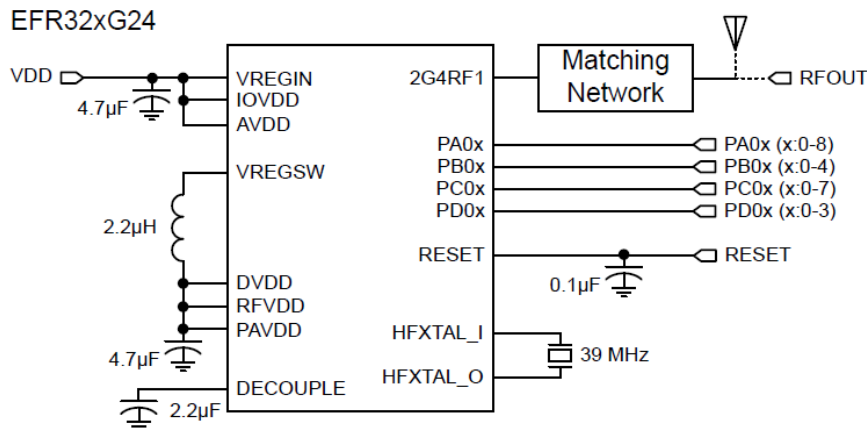 EFR32xG24
VDD
4.7µF
VREGIN
IOVDD
AVDD
VREGSW
2.2µH
DVDD
RFVDD
PAVDD
4.7µF
DECOUPLE
2.2µF
2G4RF1
Matching
Network
RFOUT
PA0x
PA0x (x:0-8)
PB0x
PB0x (x:0-4)
PC0x
PC0x (x:0-7)
PD0x
PD0x (x:0-3)
RESET
RESET
0.1µF
HFXTAL_I
39 MHz
HFXTAL_O